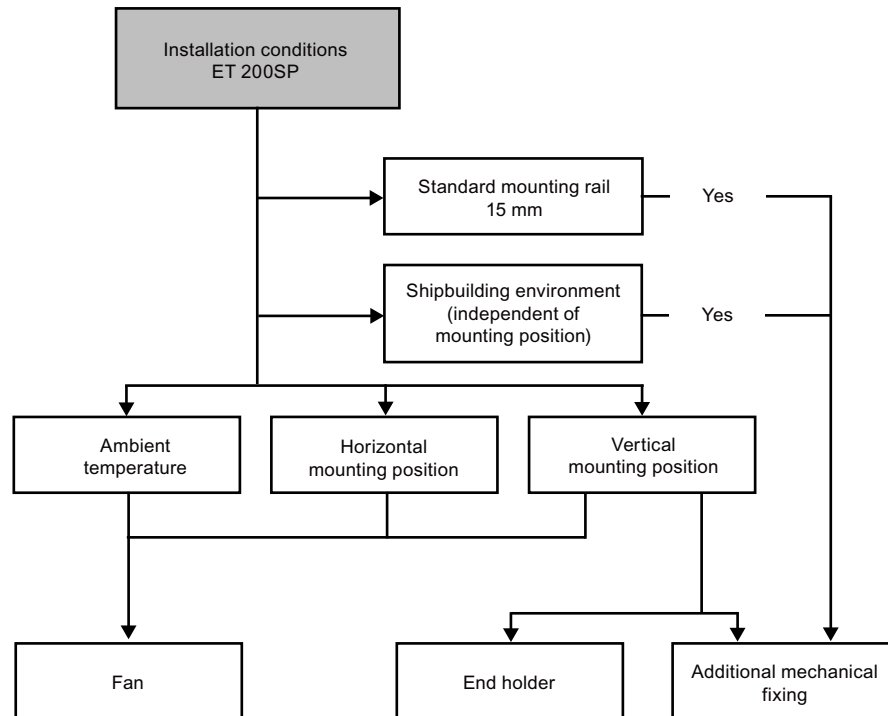 Installation conditions
ET 200SP
Standard mounting rail
15 mm
Yes
Shipbuilding environment
(independent of
mounting position)
Yes
Ambient
temperature
Horizontal
mounting position
Vertical
mounting position
Fan
End holder
Additional mechanical
fixing